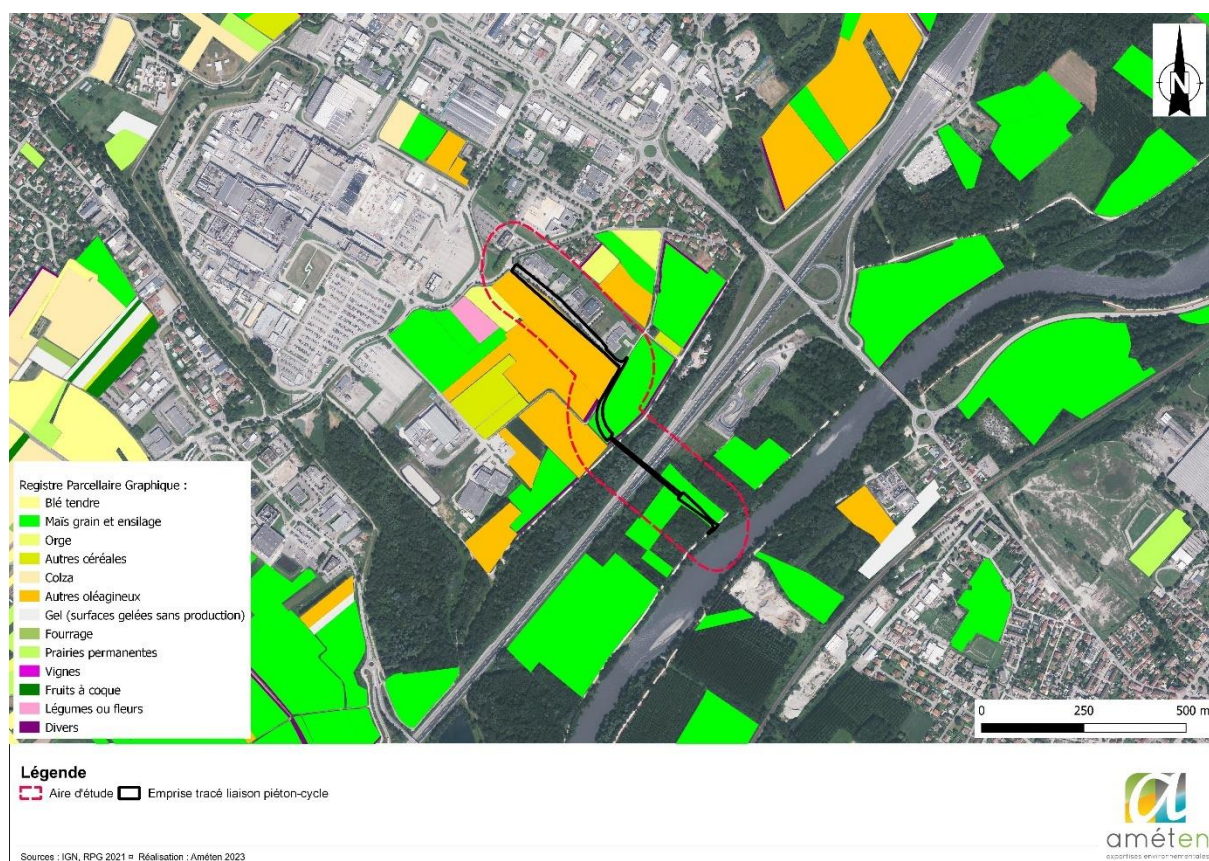 N
ST
Registre Parcellaire Graphique :
Blé tendre
Maïs grain et ensilage
Orge
Autres céréales
Colza
Autres oléagineux
Gel (surfaces gelées sans production)
Fourrage
Prairies permanentes
Vignes
Fruits à coque
Légumes ou fleurs
Divers
0 250 500 m
Légende
Aire d'étude Emprise tracé liaison piéton-cycle
a
améten
expertises environnementales
Sources : IGN, RPG 2021 ¤ Réalisation : Améten 2023